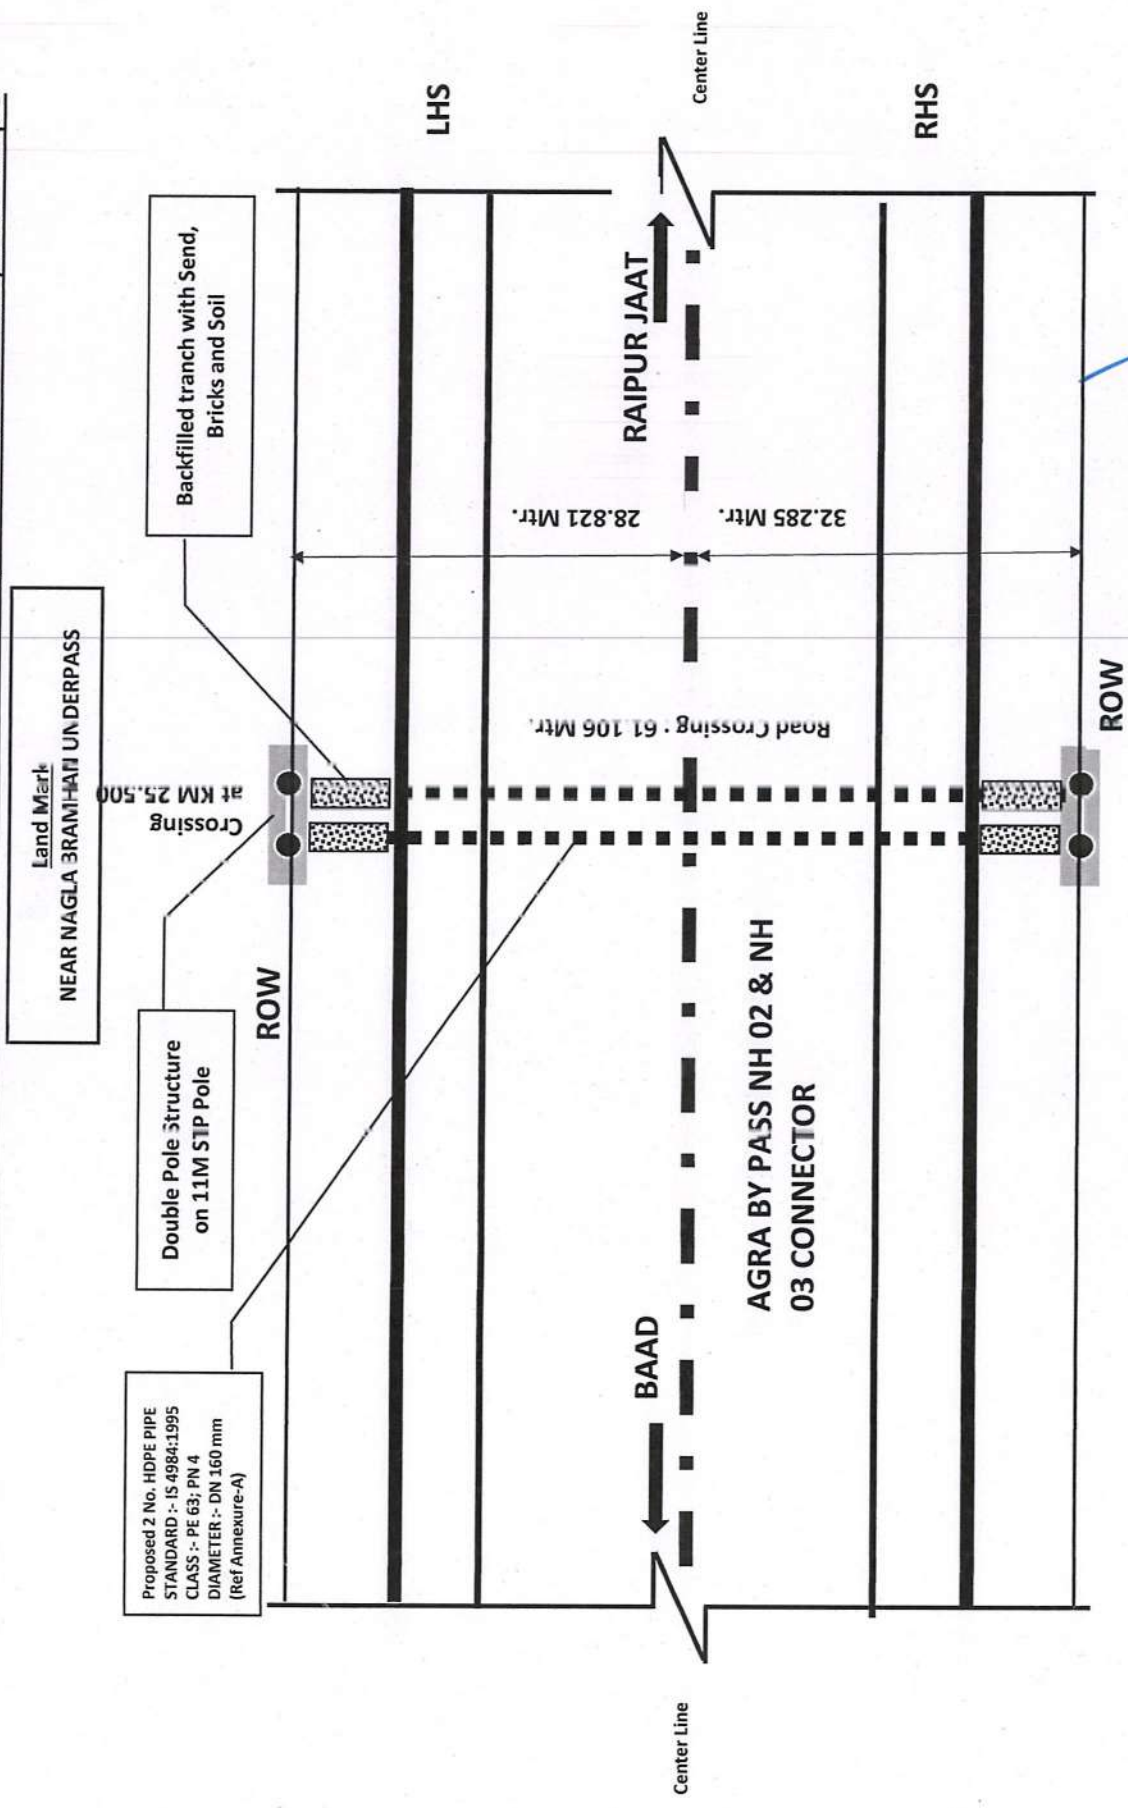 Land Mark
NEAR NAGLA BRAMHAN UNDERPASS
Proposed 2 No. HDPE PIPE
STANDARD :- IS 4984:1995
CLASS :- PE 63; PN 4
DIAMETER :- DN 160 mm
(Ref Annexure-A)
Double Pole Structure
on 11M STP Pole
Crossing
at KM 25.500
Backfilled tranch with Send,
Bricks and Soil
ROW
LHS
28.821 Mtr.
Road Crossing : 61.106 Mtr.
BAAD
RAIPUR JAAT
Center Line
Center Line
32.285 Mtr.
AGRA BY PASS NH 02 & NH
03 CONNECTOR
RHS
ROW